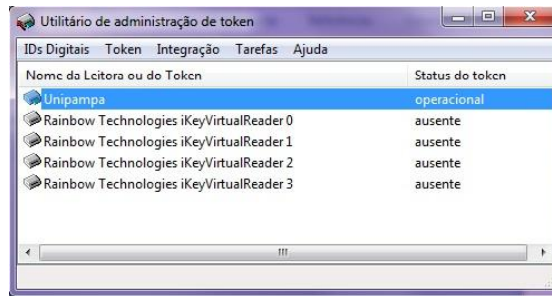 Utilitário de administração de token
IDs Digitais Token Integração Tarefas Ajuda
Nome da Leitora ou do Token Status do token
Unipampa operacional
Rainbow Technologies iKeyVirtualReader 0 ausente
Rainbow Technologies iKeyVirtualReader 1 ausente
Rainbow Technologies iKeyVirtualReader 2 ausente
Rainbow Technologies iKeyVirtualReader 3 ausente